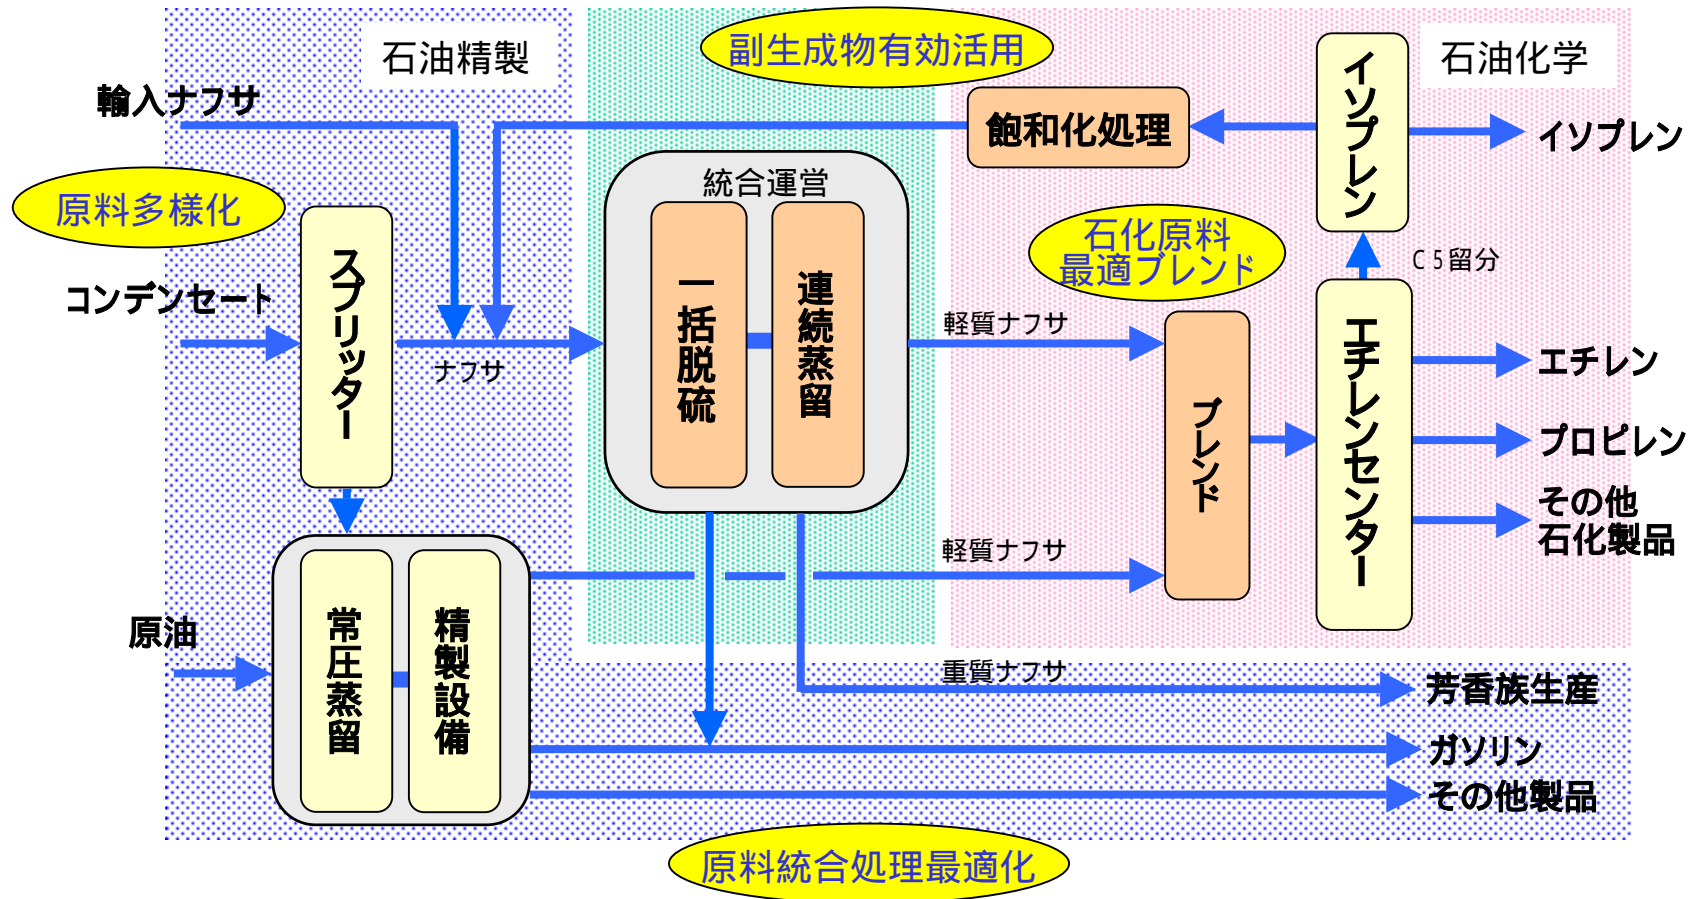 副生成物有効活用
石油精製
石油化学
輸入ナフサ
飽和化処理
イソプレン
イソプレン
統合運営
原料多様化
石化原料
最適ブレンド
C5留分
コンデンセート
スプリッター
ナフサ
一括脱硫
連続蒸留
軽質ナフサ
ブレンド
エチレンセンター
エチレン
プロピレン
その他
石化製品
軽質ナフサ
原油
常圧蒸留
精製設備
重質ナフサ
芳香族生産
ガソリン
その他製品
原料統合処理最適化